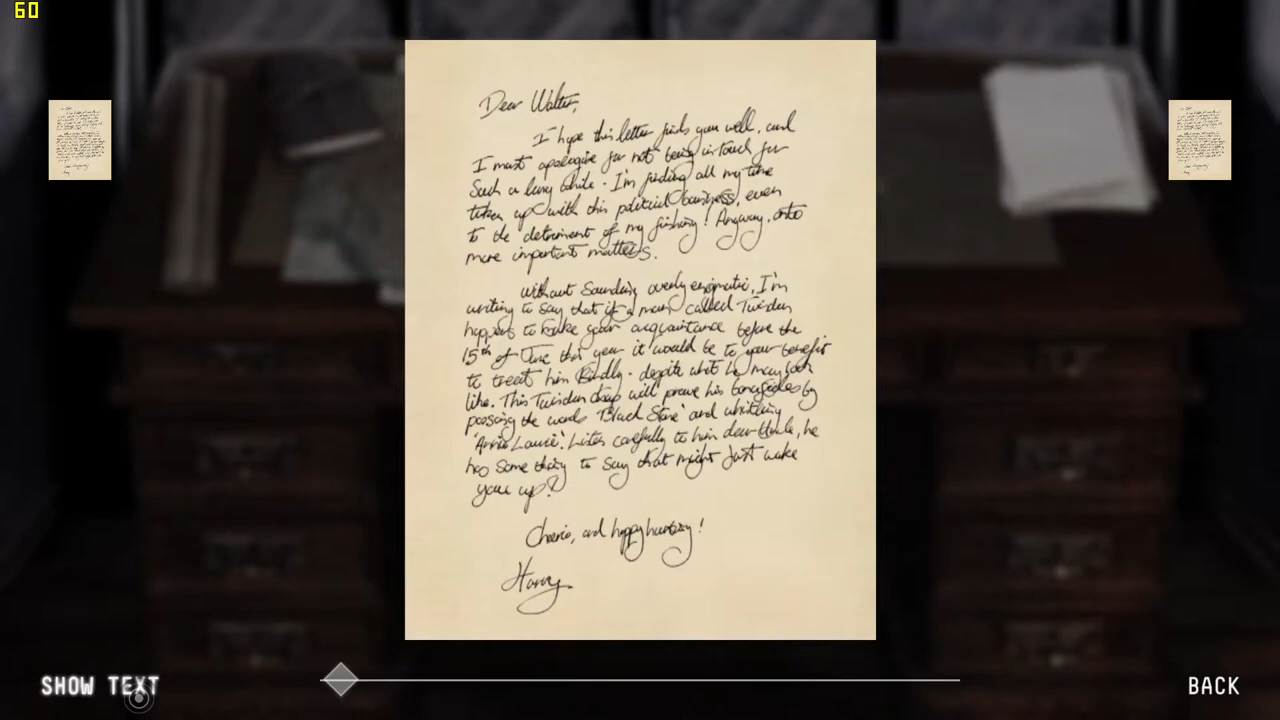 60
Dear Walter,
I hope this letter finds you well, and
I must apologise for not being in touch for
Such a long while - I'm finding all my time
taken up with this political business, even
to the detriment of my fishing! Anyway, onto
more important matters.
Without Sounding overly enigmatic, I'm
writing to say that if a man called Twisdon
happens to make your acquaintance before the
15th of June this year it would be to your benefit
to treat him Kindly - despite what he may look
like. This Twisdon chap will prove his bona fides by
passing the words 'Black Stone' and whistling
'Annie Laurie'. Listen carefully to him dear Uncle, he
has something to say that might just wake
you up!
Cheerio, and happy hunting!
Harry
SHOW TEXT
BACK